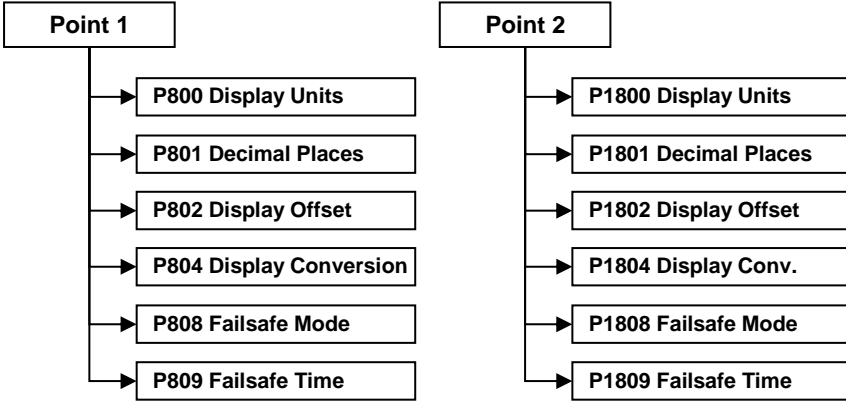 Point 1
P800 Display Units
P801 Decimal Places
P802 Display Offset
P804 Display Conversion
P808 Failsafe Mode
P809 Failsafe Time
Point 2
P1800 Display Units
P1801 Decimal Places
P1802 Display Offset
P1804 Display Conv.
P1808 Failsafe Mode
P1809 Failsafe Time